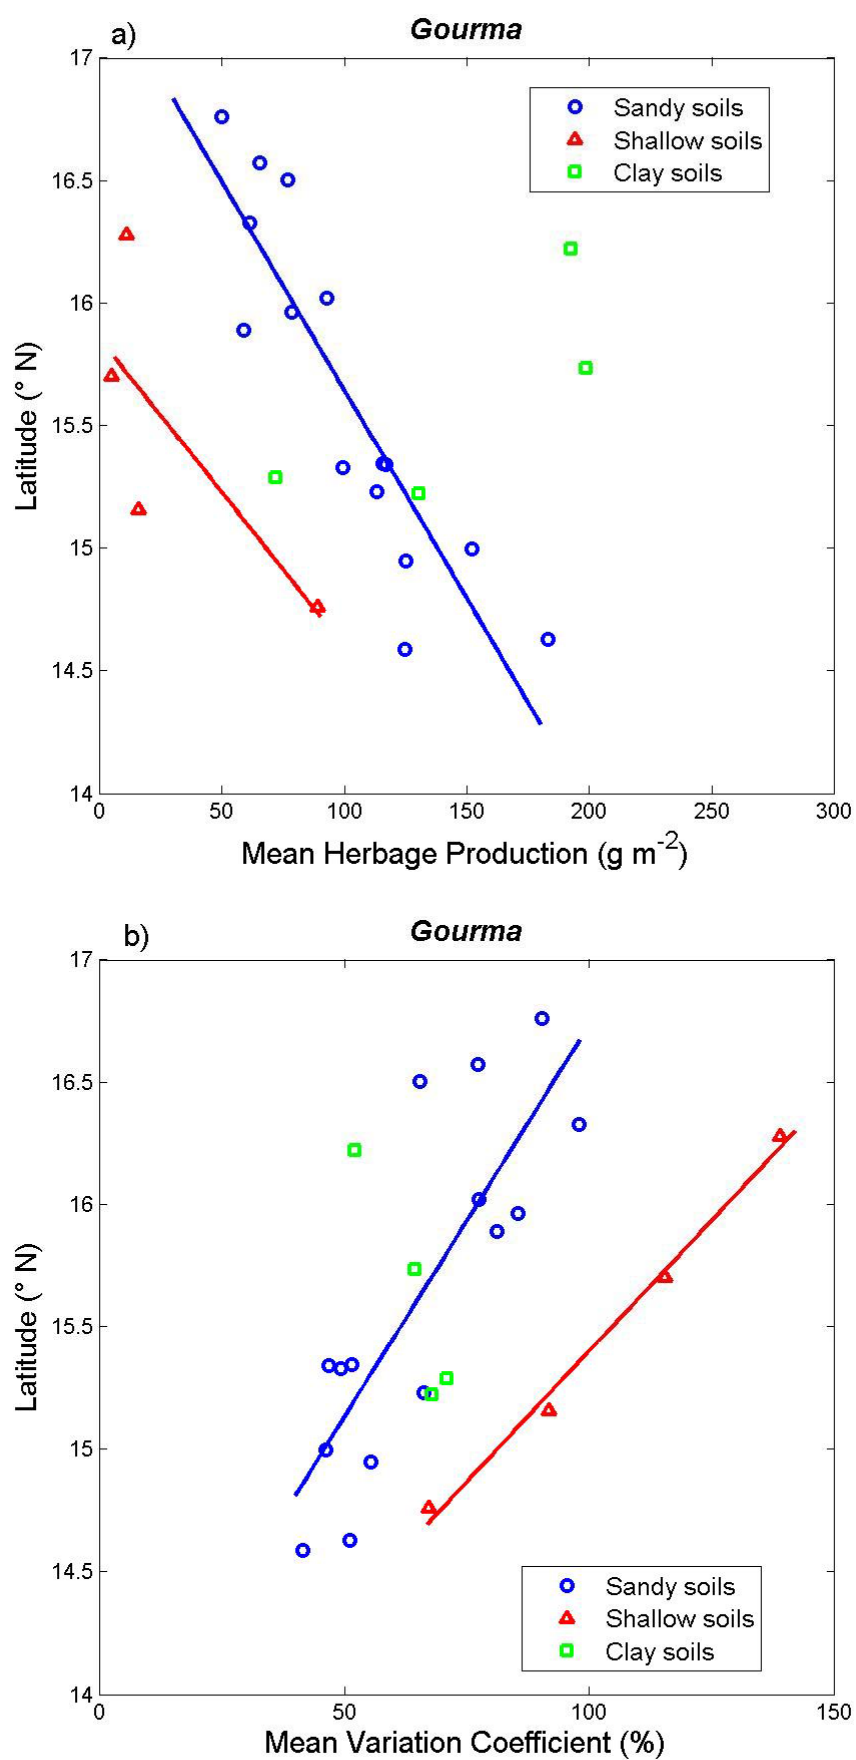 a)
Gourma
17
16.5
16
15.5
15
14.5
14
Latitude (° N)
Sandy soils
Shallow soils
Clay soils
0 50 100 150 200 250 300
Mean Herbage Production (g m-2)
b)
Gourma
17
16.5
16
15.5
15
14.5
14
Latitude (° N)
Sandy soils
Shallow soils
Clay soils
0 50 100 150
Mean Variation Coefficient (%)